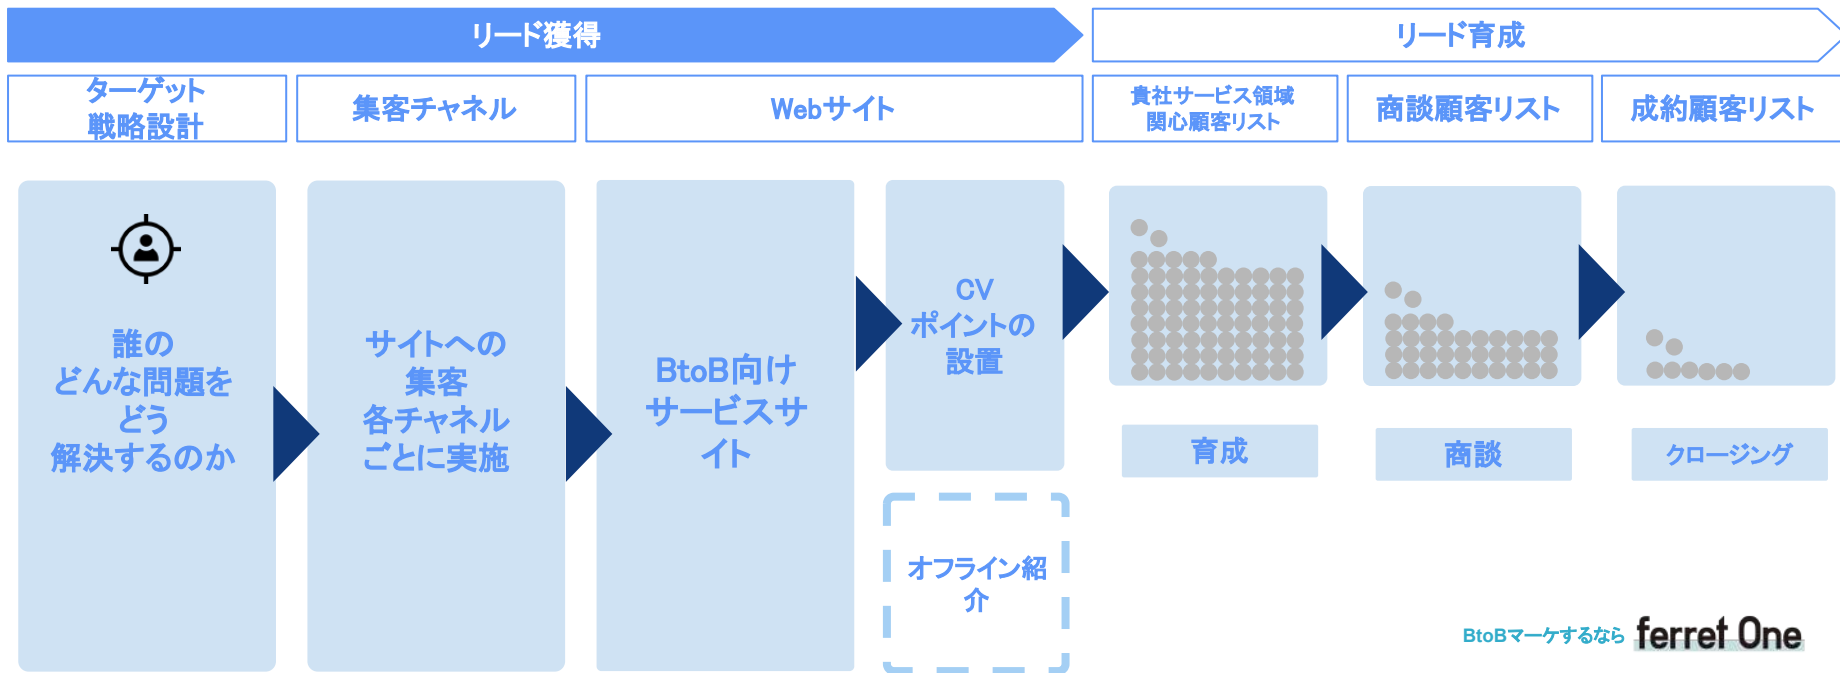 リード獲得
リード育成
ターゲット
戦略設計
集客チャネル
Webサイト
貴社サービス領域
関心顧客リスト
商談顧客リスト
成約顧客リスト
誰の
どんな問題を
どう
解決するのか
サイトへの
集客
各チャネル
ごとに実施
BtoB向け
サービスサ
イト
CV
ポイントの
設置
オフライン紹
介
育成
商談
クロージング
BtoBマーケするなら ferret One